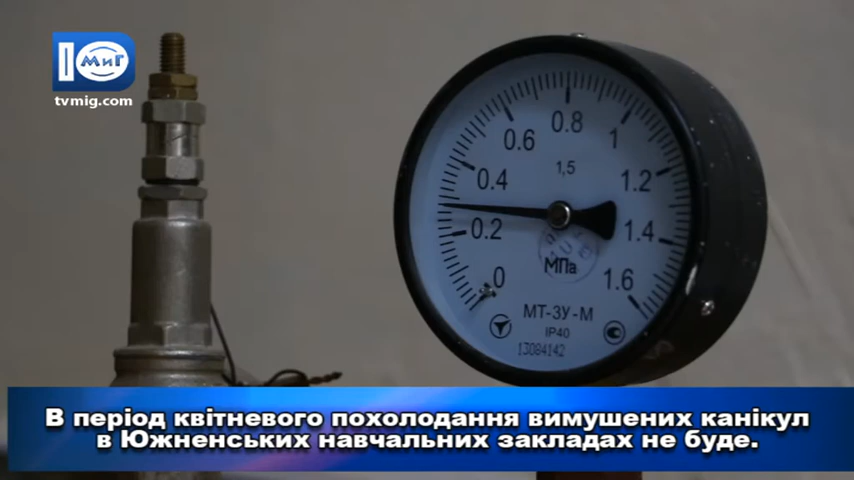 Ю МиГ
tvmig.com
0.8
0.6
1
1,5
0.4
1.2
0.2
1.4
МПа
0
1.6
МТ-3У-М
IP40
13084142
В період квітневого похолодання вимушених канікул
в Южненських навчальних закладах не буде.